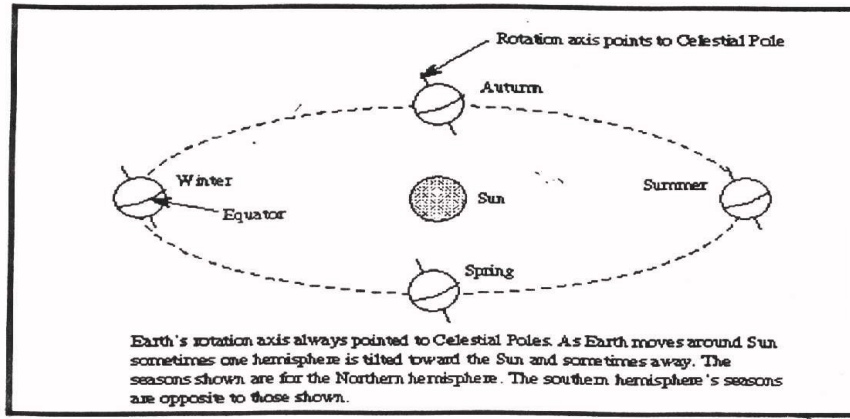 Rotation axis points to Celestial Pole
Autumn
Winter
Summer
Sun
Equator
Spring
Earth's rotation axis always pointed to Celestial Poles. As Earth moves around Sun
sometimes one hemisphere is tilted toward the Sun and sometimes away. The
seasons shown are for the Northern hemisphere. The southern hemisphere's seasons
are opposite to those shown.